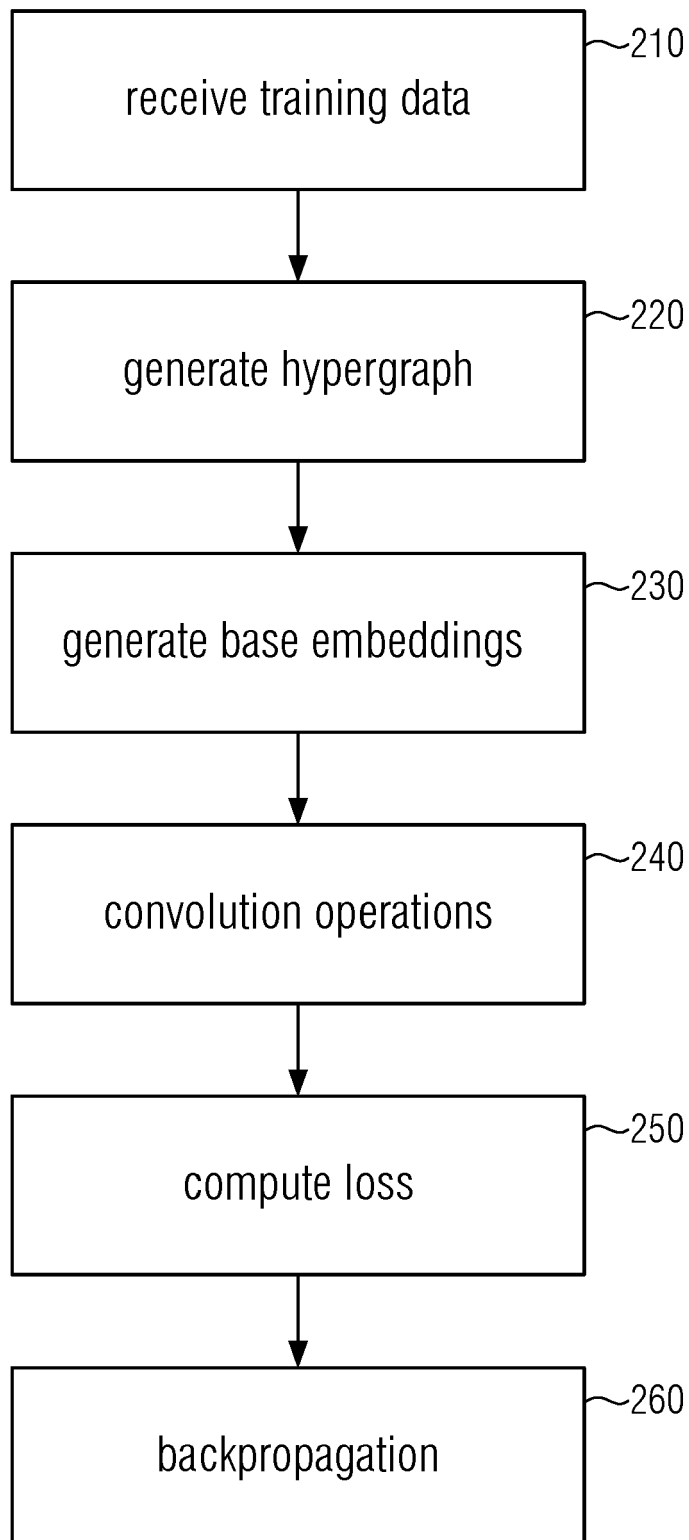 210
receive training data
220
generate hypergraph
230
generate base embeddings
240
convolution operations
250
compute loss
260
backpropagation